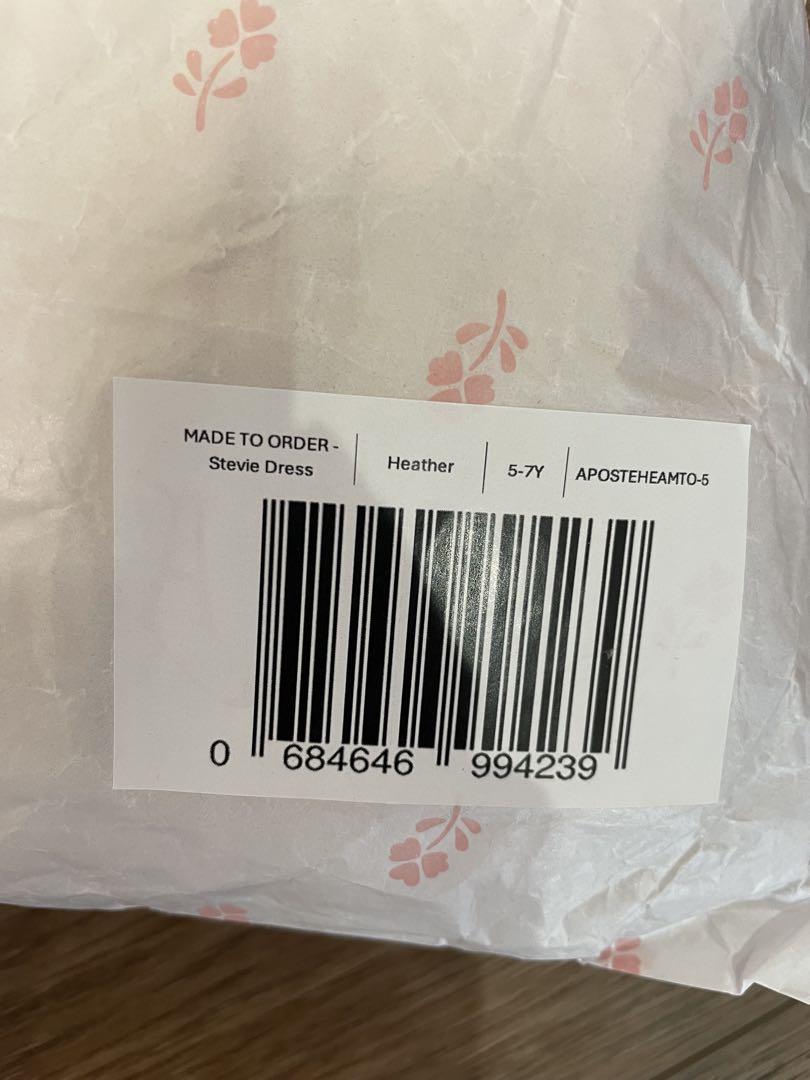 MADE TO ORDER -
Stevie Dress
Heather
5-7Y
APOSTEHEAMTO-5
0 684646 994239